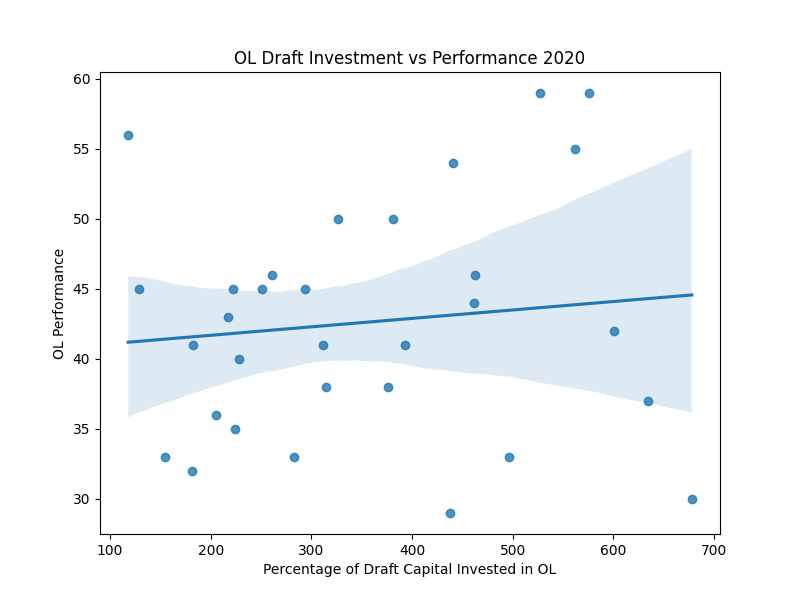 OL Draft Investment vs Performance 2020
60
55
50
45
40
35
30
OL Performance
100 200 300 400 500 600 700
Percentage of Draft Capital Invested in OL